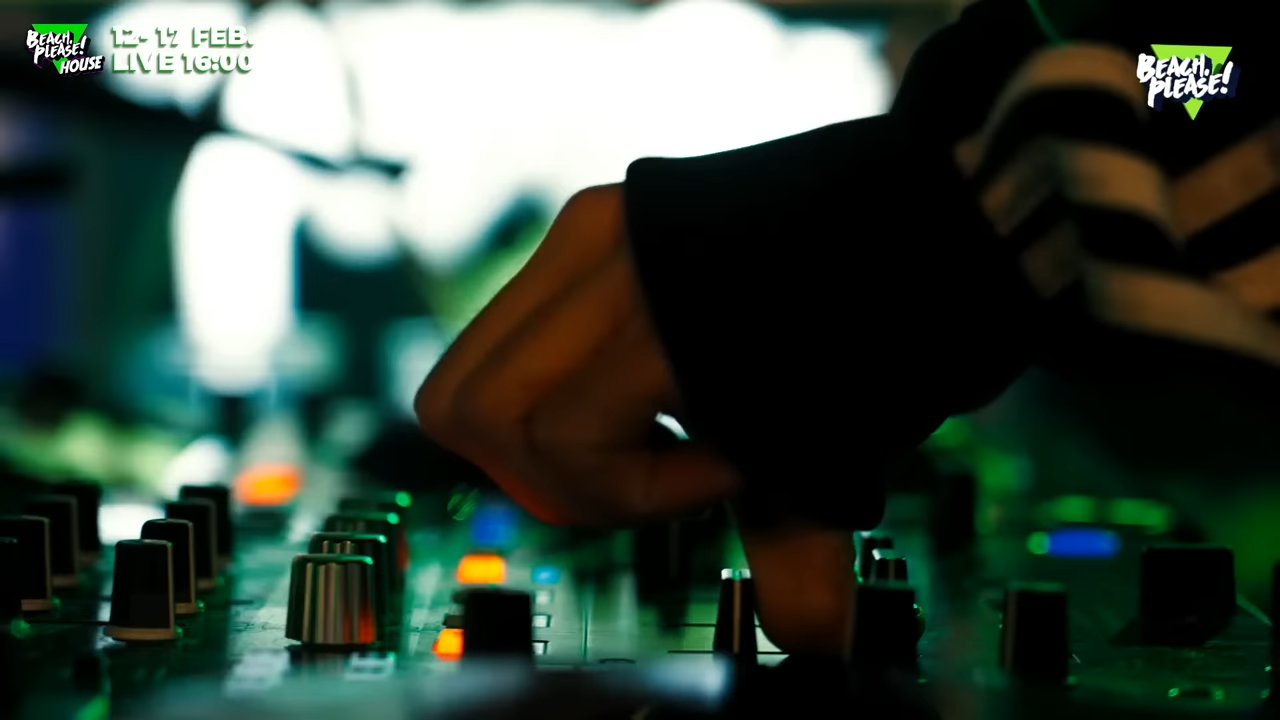 BEACH,
PLEASE!
HOUSE
12- 17 FEB.
LIVE 16:00
BEACH,
PLEASE!